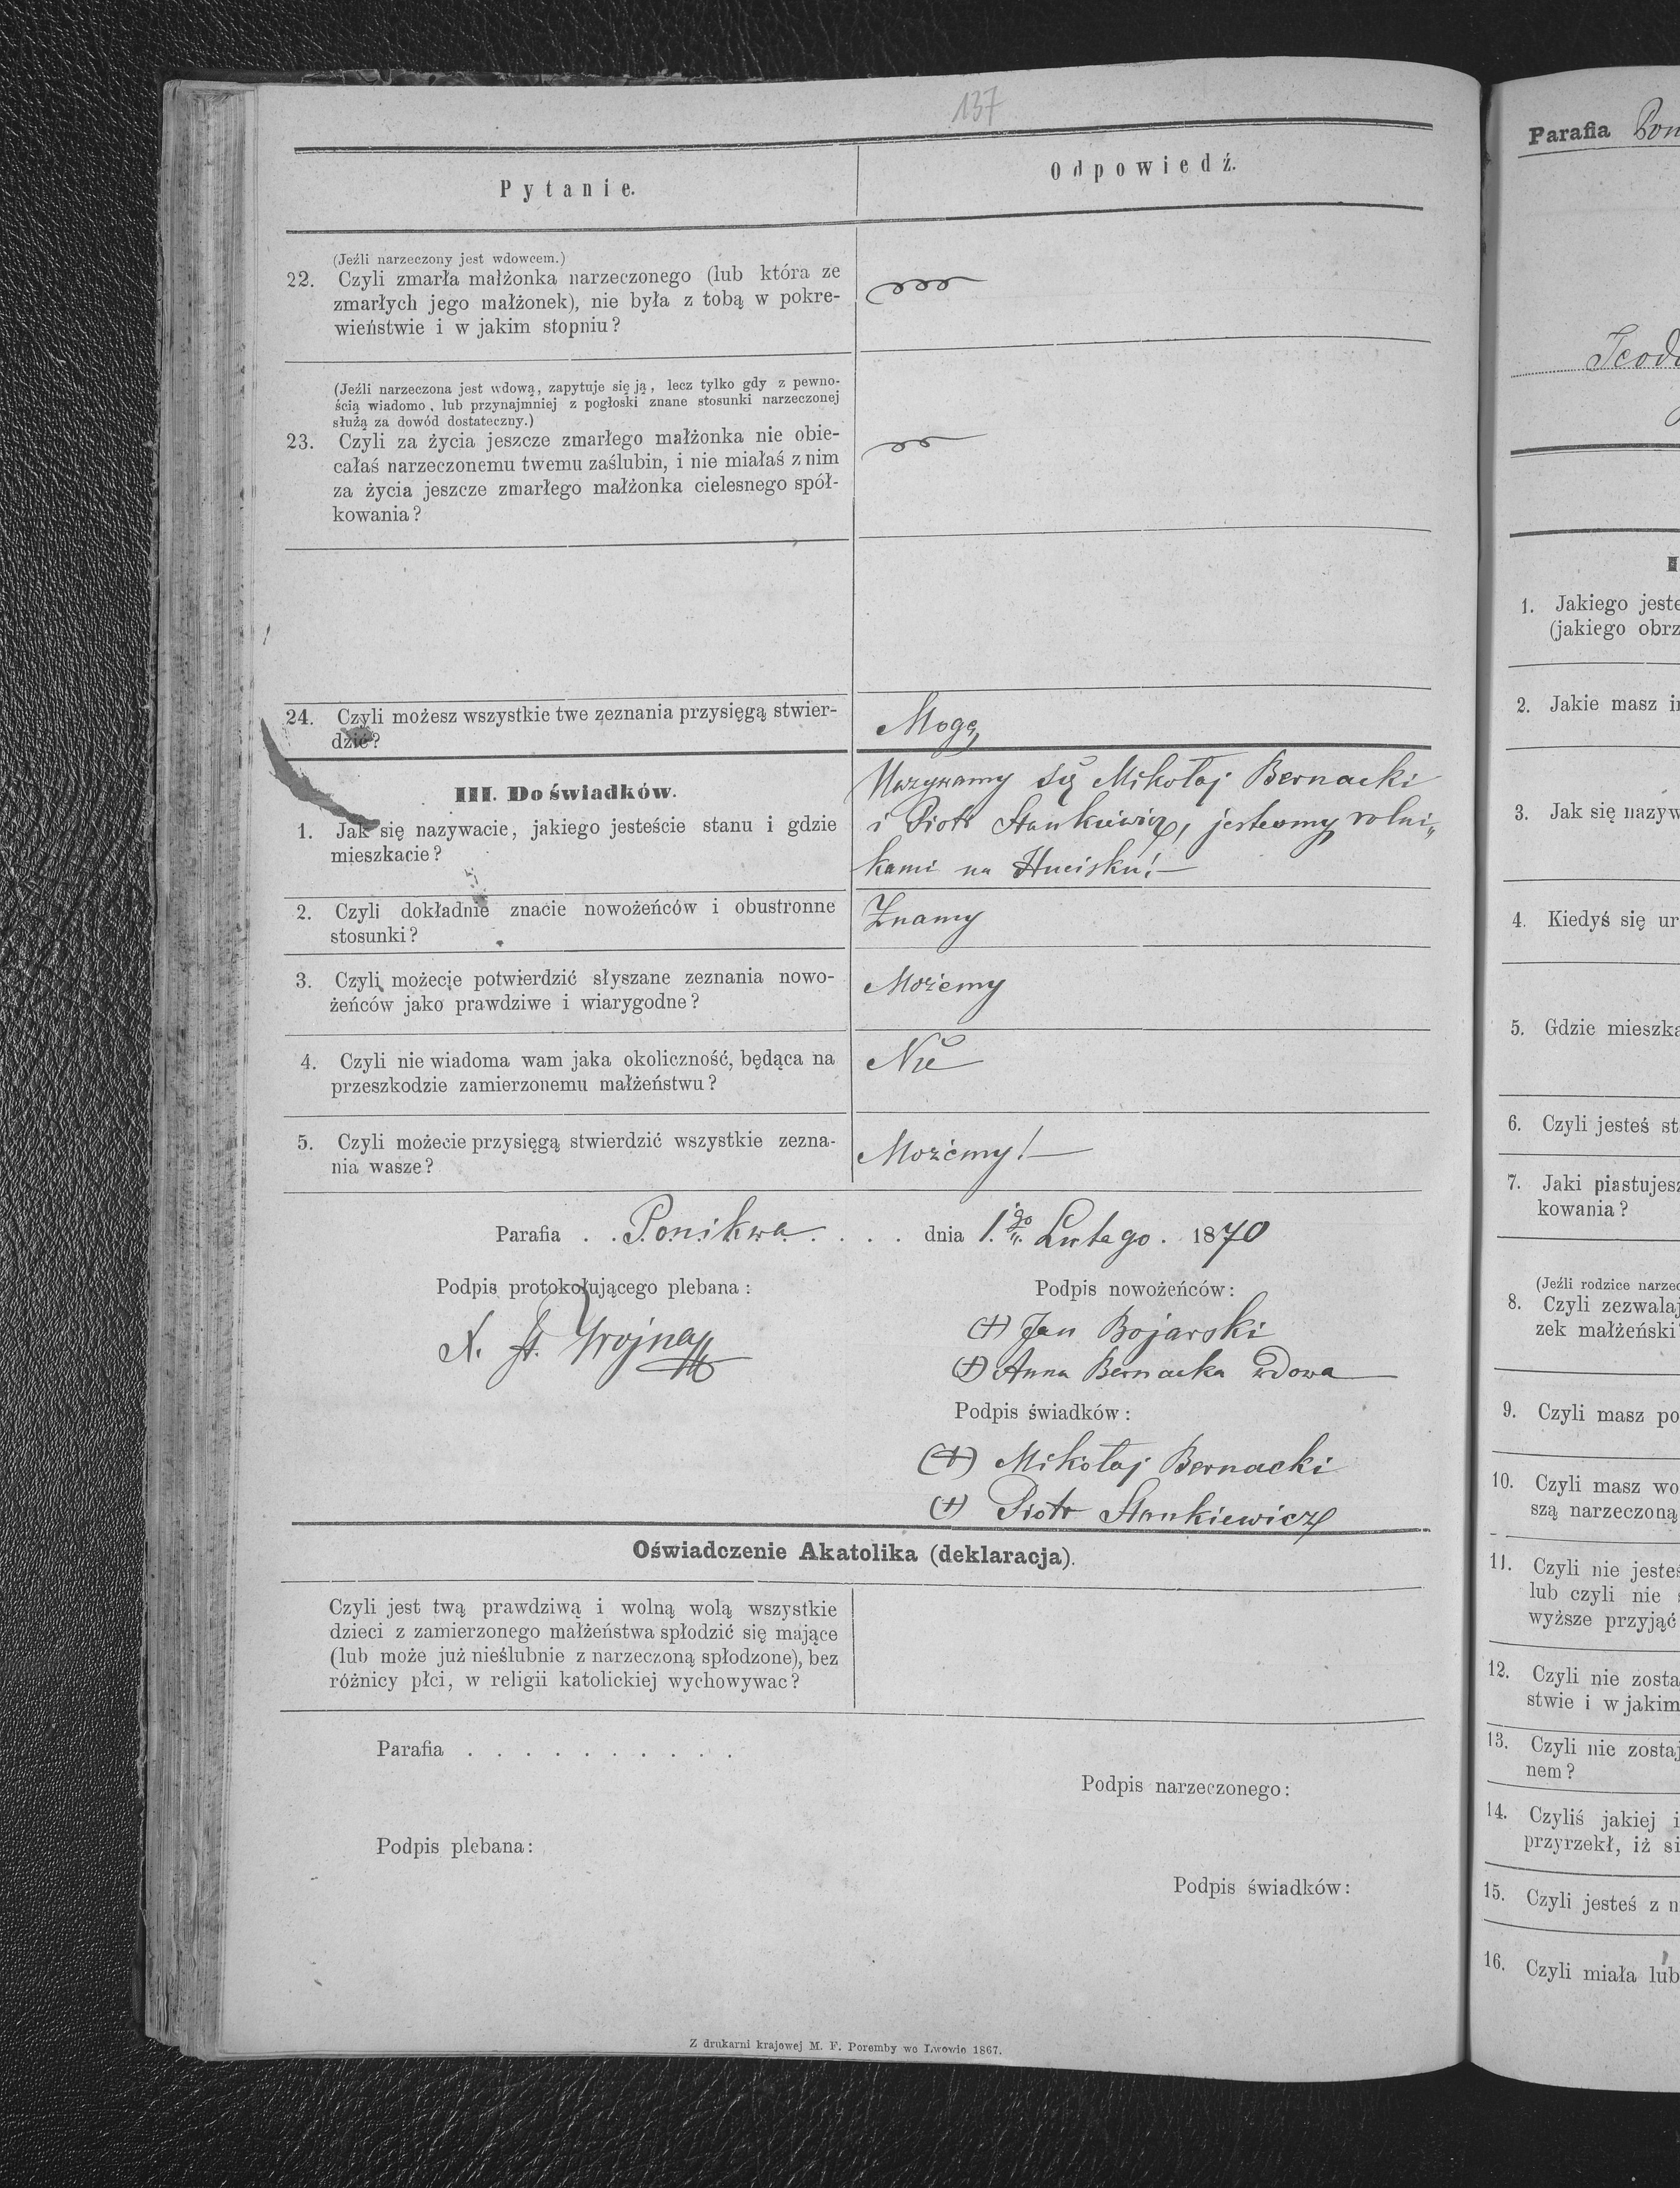 137
Pytanie.
Odpowiedź.
(Jeźli narzeczony jest wdowcem.)
22. Czyli zmarła małżonka narzeczonego (lub która ze
zmarłych jego małżonek), nie była z tobą w pokre-
wieństwie i w jakim stopniu?
(Jeźli narzeczona jest wdową, zapytuje się ją, lecz tylko gdy z pewno-
ścią wiadomo, lub przynajmniej z pogłoski znane stosunki narzeczonej
służą za dowód dostateczny.)
23. Czyli za życia jeszcze zmarłego małżonka nie obie-
całaś narzeczonemu twemu zaślubin, i nie miałaś z nim
za życia jeszcze zmarłego małżonka cielesnego spół-
kowania?
24. Czyli możesz wszystkie twe zeznania przysięgą stwier-
dzić?
Mogę
III. Do świadków.
1. Jak się nazywacie, jakiego jesteście stanu i gdzie
mieszkacie?
Nazywamy się Mikołaj Bernacki
i Piotr Stankiewicz, jesteśmy rolni„
kami na Hucisku!—
2. Czyli dokładnie znacie nowożeńców i obustronne
stosunki?
Znamy
3. Czyli możecie potwierdzić słyszane zeznania nowo-
żeńców jako prawdziwe i wiarygodne?
Możemy
4. Czyli nie wiadoma wam jaka okoliczność, będąca na
przeszkodzie zamierzonemu małżeństwu?
Nie
5. Czyli możecie przysięgą stwierdzić wszystkie zezna-
nia wasze?
Możemy!—
Parafia . . Ponikwa . . . . dnia 1.go Lutego. 1870
Podpis protokołującego plebana:
X. Wojna
Podpis nowożeńców:
(+) Jan Bojarski
(+) Anna Bernacka wdowa
Podpis świadków:
(+) Mikołaj Bernacki
(+) Piotr Stankiewicz
Oświadczenie Akatolika (deklaracja).
Czyli jest twą prawdziwą i wolną wolą wszystkie
dzieci z zamierzonego małżeństwa spłodzić się mające
(lub może już nieślubnie z narzeczoną spłodzone), bez
różnicy płci, w religii katolickiej wychowywac?
Parafia . . . . . . . . . .
Podpis narzeczonego:
Podpis plebana:
Podpis świadków:
Z drukarni krajowej M. F. Poremby we Lwowie 1867.
Parafia Pon
Teodo
I
1. Jakiego jeste
(jakiego obrz
2. Jakie masz i
3. Jak się nazyw
4. Kiedyś się ur
5. Gdzie mieszka
6. Czyli jesteś st
7. Jaki piastujesz
kowania?
(Jeźli rodzice narzec
8. Czyli zezwalaj
zek małżeński
9. Czyli masz po
10. Czyli masz wo
szą narzeczoną
11. Czyli nie jesteś
lub czyli nie
wyższe przyjąć
12. Czyli nie zosta
stwie i w jakim
13. Czyli nie zostaj
nem?
14. Czyliś jakiej i
przyrzekł, iż si
15. Czyli jesteś z n
16. Czyli miała lub